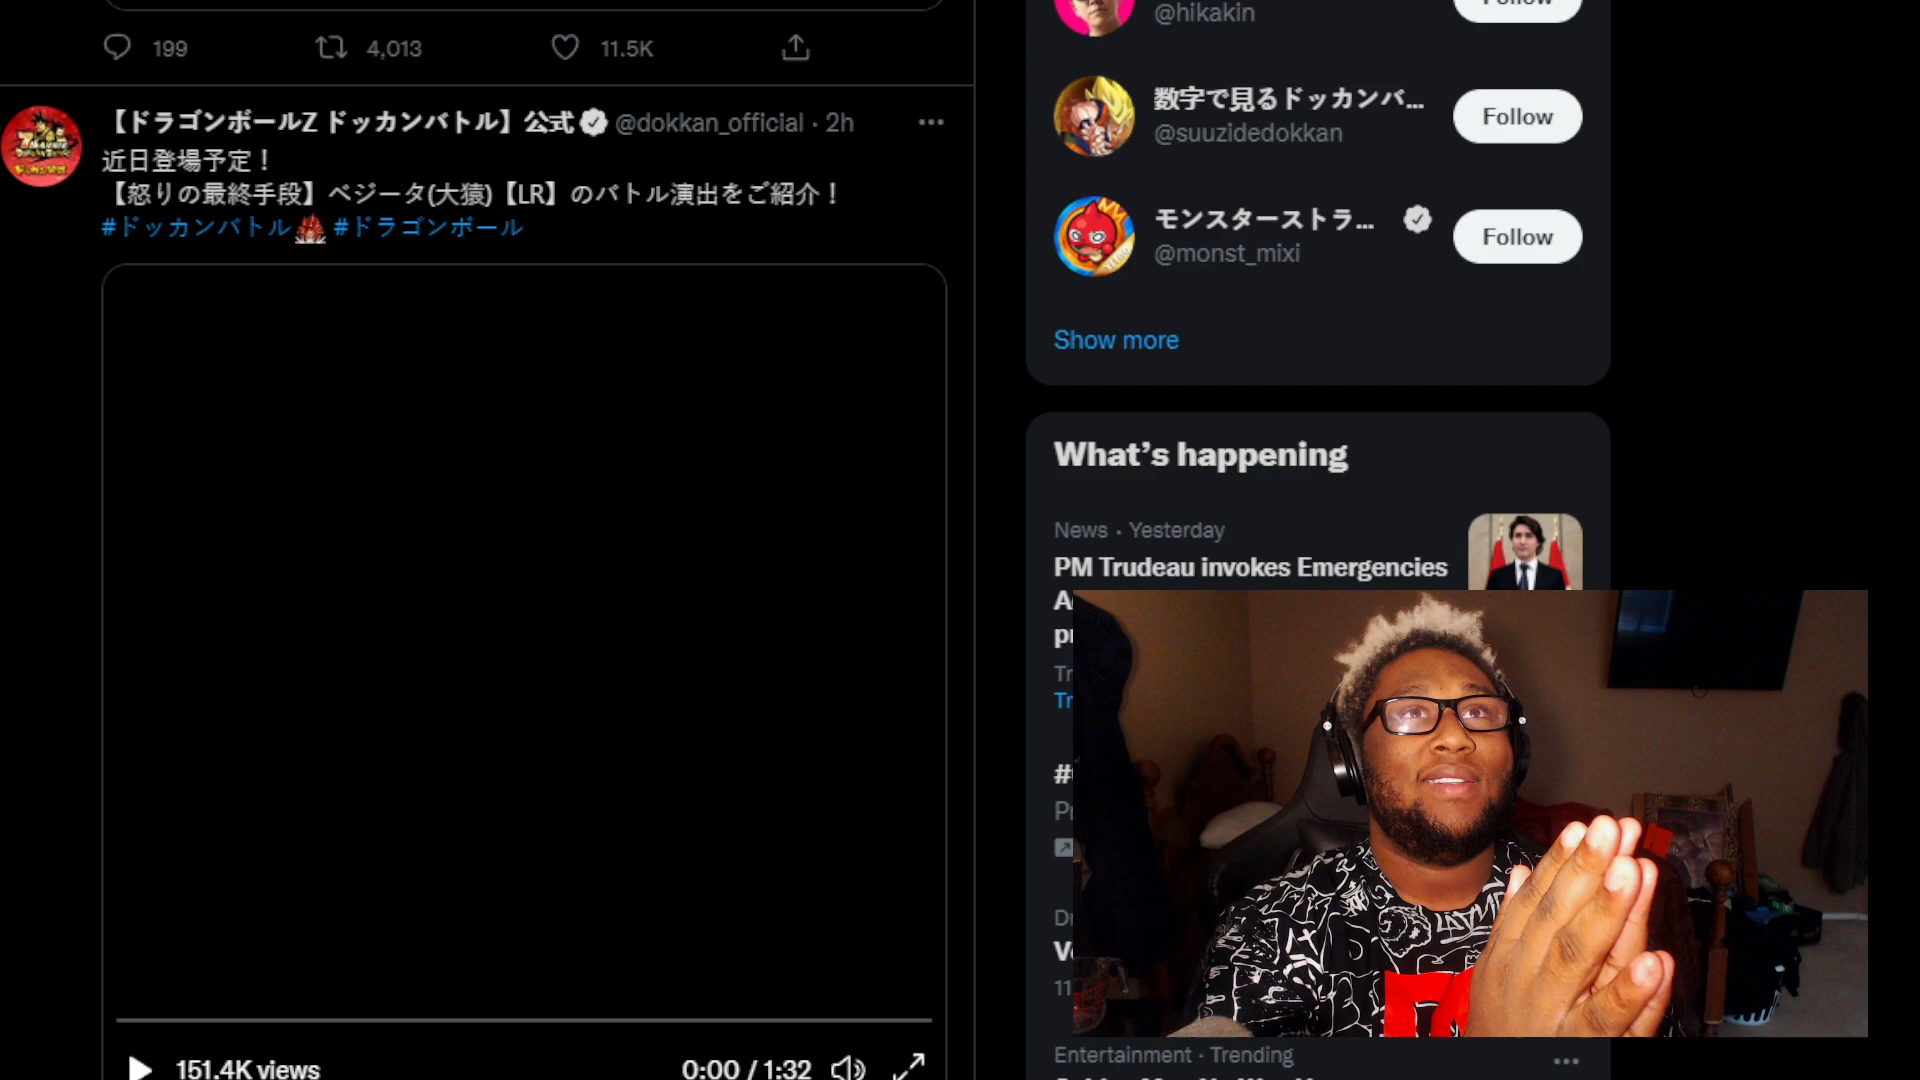 199
4,013
11.5K
【ドラゴンボールZ ドッカンバトル】公式 @dokkan_official · 2h
近日登場予定！
【怒りの最終手段】ベジータ(大猿)【LR】のバトル演出をご紹介！
#ドッカンバトル #ドラゴンボール
151.4K views
0:00 / 1:32
@hikakin
Follow
数字で見るドッカンバ...
@suuzidedokkan
Follow
モンスターストラ...
@monst_mixi
Follow
Show more
What's happening
News · Yesterday
PM Trudeau invokes Emergencies
Entertainment · Trending